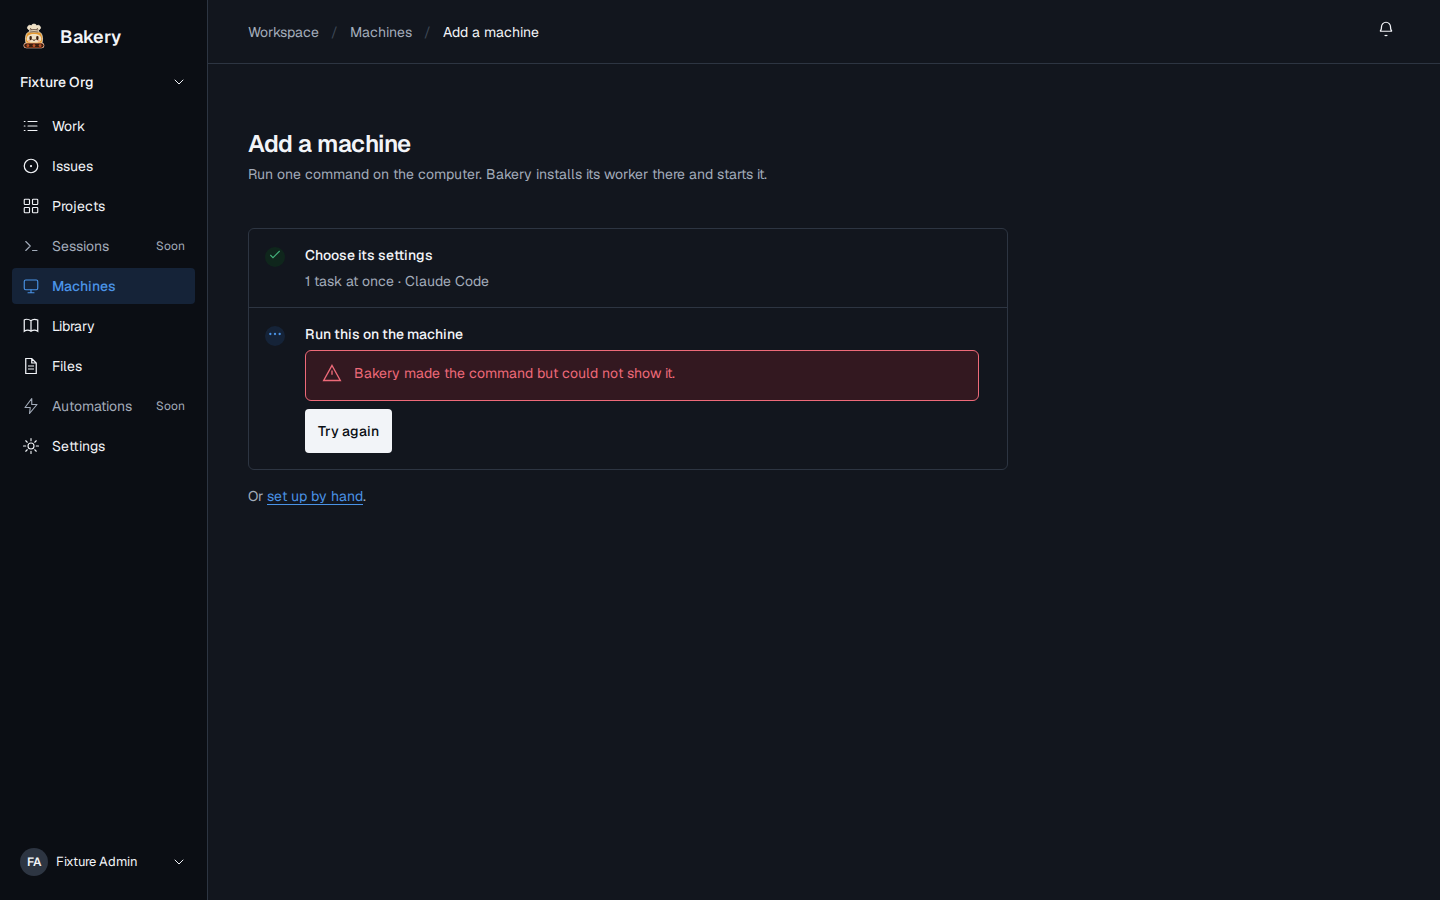 Bakery
Fixture Org
Work
Issues
Projects
Sessions Soon
Machines
Library
Files
Automations Soon
Settings
FA Fixture Admin
Workspace / Machines / Add a machine
Add a machine
Run one command on the computer. Bakery installs its worker there and starts it.
Choose its settings
1 task at once · Claude Code
Run this on the machine
Bakery made the command but could not show it.
Try again
Or set up by hand.